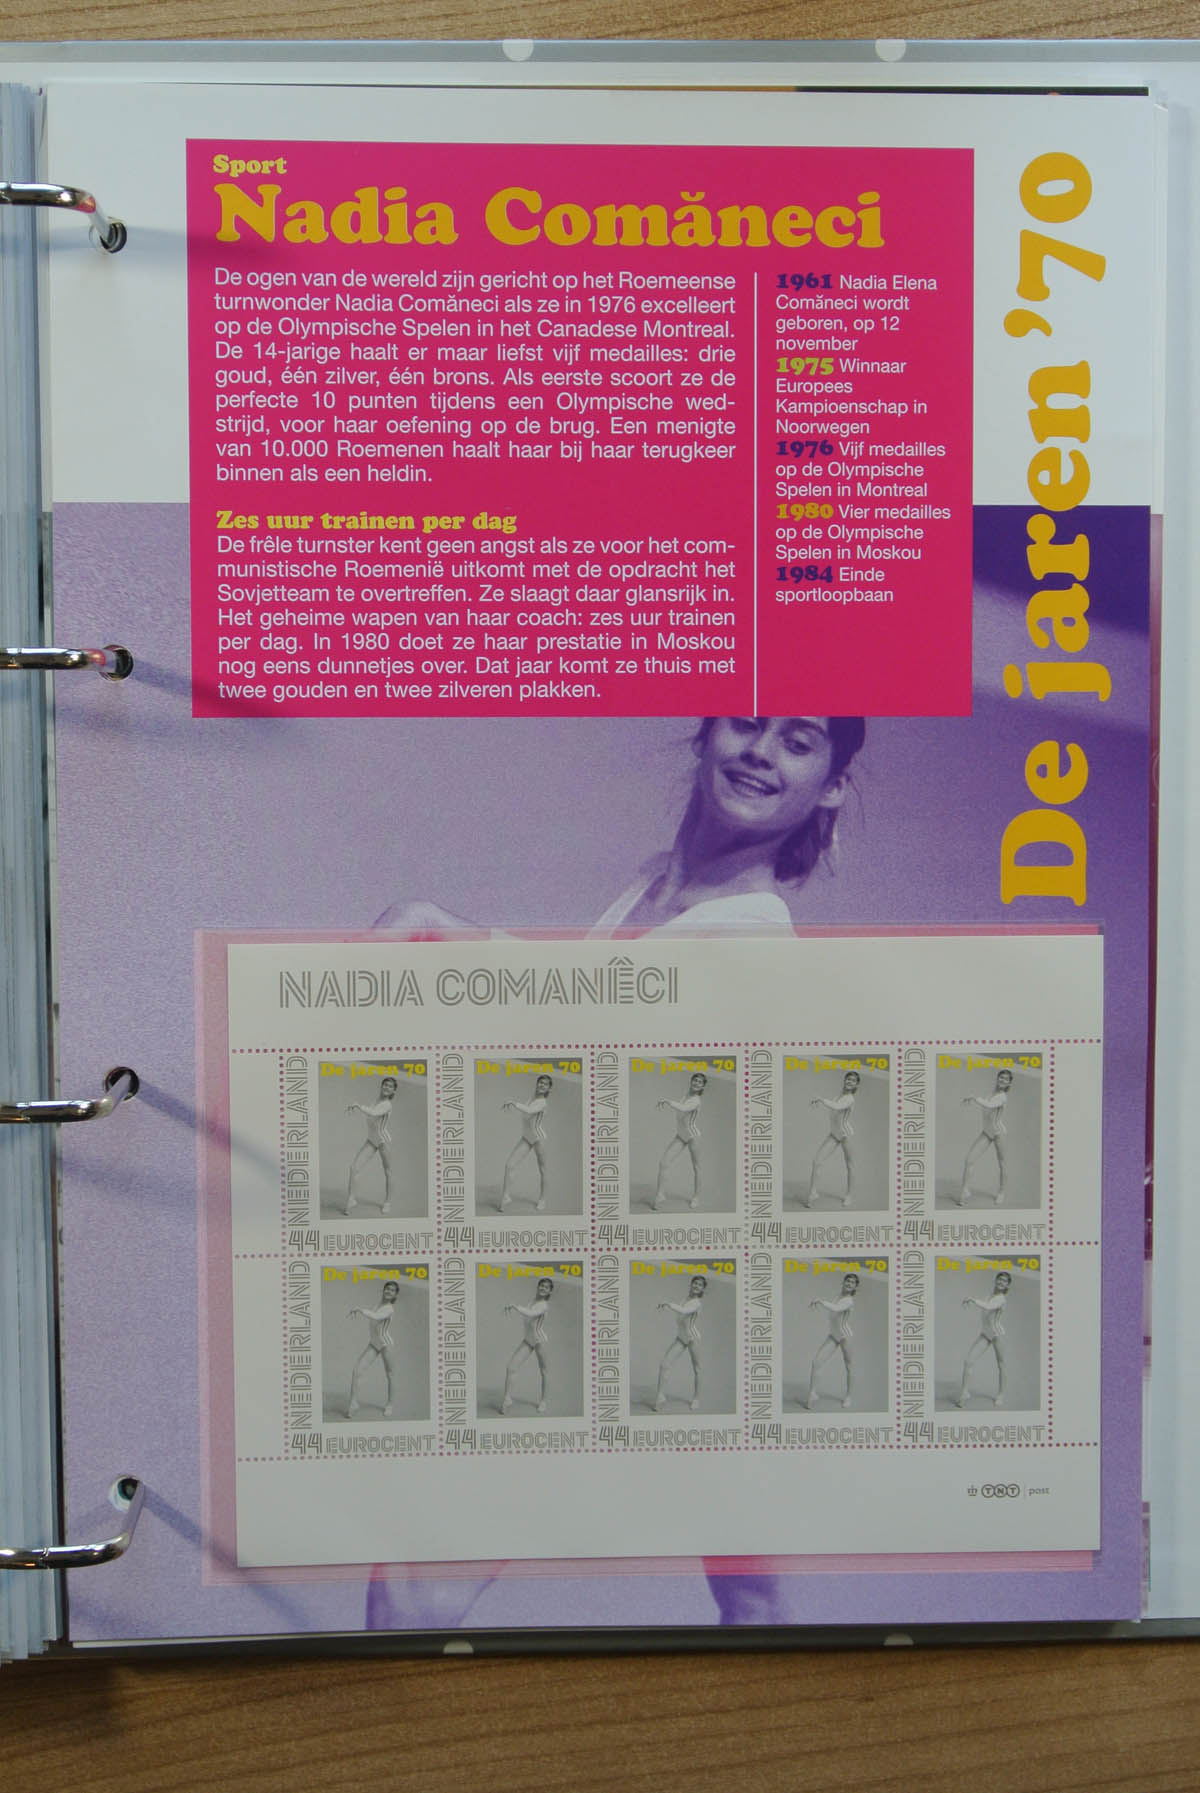 Sport
Nadia Comăneci
De ogen van de wereld zijn gericht op het Roemeense
turnwonder Nadia Comăneci als ze in 1976 excelleert
op de Olympische Spelen in het Canadese Montreal.
De 14-jarige haalt er maar liefst vijf medailles: drie
goud, één zilver, één brons. Als eerste scoort ze de
perfecte 10 punten tijdens een Olympische wed-
strijd, voor haar oefening op de brug. Een menigte
van 10.000 Roemenen haalt haar bij haar terugkeer
binnen als een heldin.
Zes uur trainen per dag
De frêle turnster kent geen angst als ze voor het com-
munistische Roemenië uitkomt met de opdracht het
Sovjetteam te overtreffen. Ze slaagt daar glansrijk in.
Het geheime wapen van haar coach: zes uur trainen
per dag. In 1980 doet ze haar prestatie in Moskou
nog eens dunnetjes over. Dat jaar komt ze thuis met
twee gouden en twee zilveren plakken.
1961 Nadia Elena
Comăneci wordt
geboren, op 12
november
1975 Winnaar
Europees
Kampioenschap in
Noorwegen
1976 Vijf medailles
op de Olympische
Spelen in Montreal
1980 Vier medailles
op de Olympische
Spelen in Moskou
1984 Einde
sportloopbaan
De jaren '70
NADIA COMANÊCI
De jaren 70
NEDERLAND
44 EUROCENT
De jaren 70
NEDERLAND
44 EUROCENT
De jaren 70
NEDERLAND
44 EUROCENT
De jaren 70
NEDERLAND
44 EUROCENT
De jaren 70
NEDERLAND
44 EUROCENT
De jaren 70
NEDERLAND
44 EUROCENT
De jaren 70
NEDERLAND
44 EUROCENT
De jaren 70
NEDERLAND
44 EUROCENT
De jaren 70
NEDERLAND
44 EUROCENT
De jaren 70
NEDERLAND
44 EUROCENT
TNT post